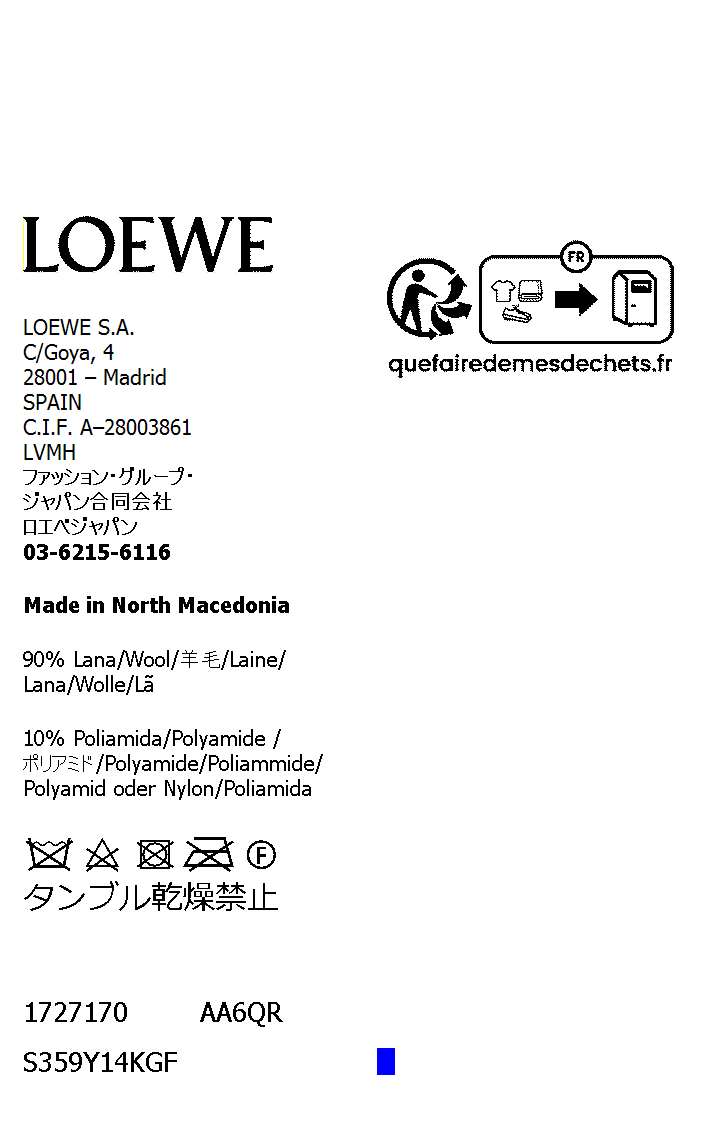 LOEWE
LOEWE S.A.
C/Goya, 4
28001 – Madrid
SPAIN
C.I.F. A–28003861
LVMH
ファッション・グループ・
ジャパン合同会社
ロエベジャパン
03-6215-6116
Made in North Macedonia
90% Lana/Wool/羊毛/Laine/
Lana/Wolle/Lã
10% Poliamida/Polyamide /
ポリアミド/Polyamide/Poliammide/
Polyamid oder Nylon/Poliamida
F
タンブル乾燥禁止
1727170 AA6QR
S359Y14KGF
FR
quefairedemesdechets.fr